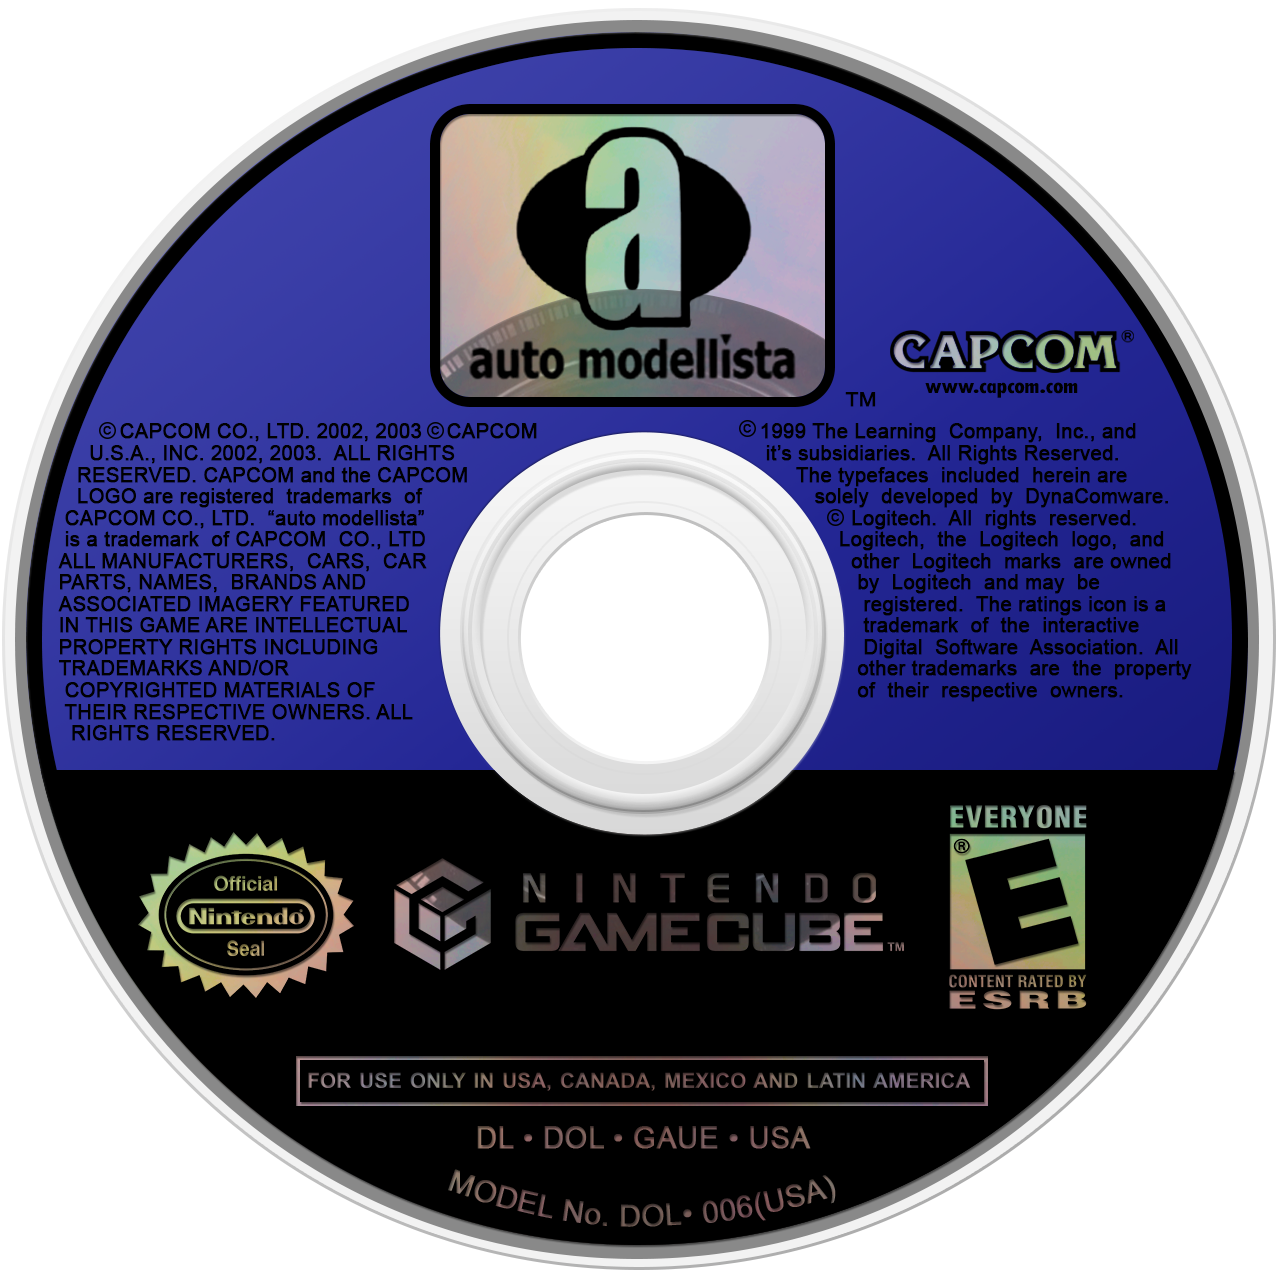 a
auto modellista
TM
CAPCOM®
www.capcom.com
© CAPCOM CO., LTD. 2002, 2003 © CAPCOM
U.S.A., INC. 2002, 2003. ALL RIGHTS
RESERVED. CAPCOM and the CAPCOM
LOGO are registered trademarks of
CAPCOM CO., LTD. “auto modellista”
is a trademark of CAPCOM CO., LTD
ALL MANUFACTURERS, CARS, CAR
PARTS, NAMES, BRANDS AND
ASSOCIATED IMAGERY FEATURED
IN THIS GAME ARE INTELLECTUAL
PROPERTY RIGHTS INCLUDING
TRADEMARKS AND/OR
COPYRIGHTED MATERIALS OF
THEIR RESPECTIVE OWNERS. ALL
RIGHTS RESERVED.
© 1999 The Learning Company, Inc., and
it's subsidiaries. All Rights Reserved.
The typefaces included herein are
solely developed by DynaComware.
© Logitech. All rights reserved.
Logitech, the Logitech logo, and
other Logitech marks are owned
by Logitech and may be
registered. The ratings icon is a
trademark of the interactive
Digital Software Association. All
other trademarks are the property
of their respective owners.
Official
Nintendo®
Seal
NINTENDO
GAMECUBE™
EVERYONE
®
E
CONTENT RATED BY
ESRB
FOR USE ONLY IN USA, CANADA, MEXICO AND LATIN AMERICA
DL • DOL • GAUE • USA
MODEL No. DOL• 006(USA)